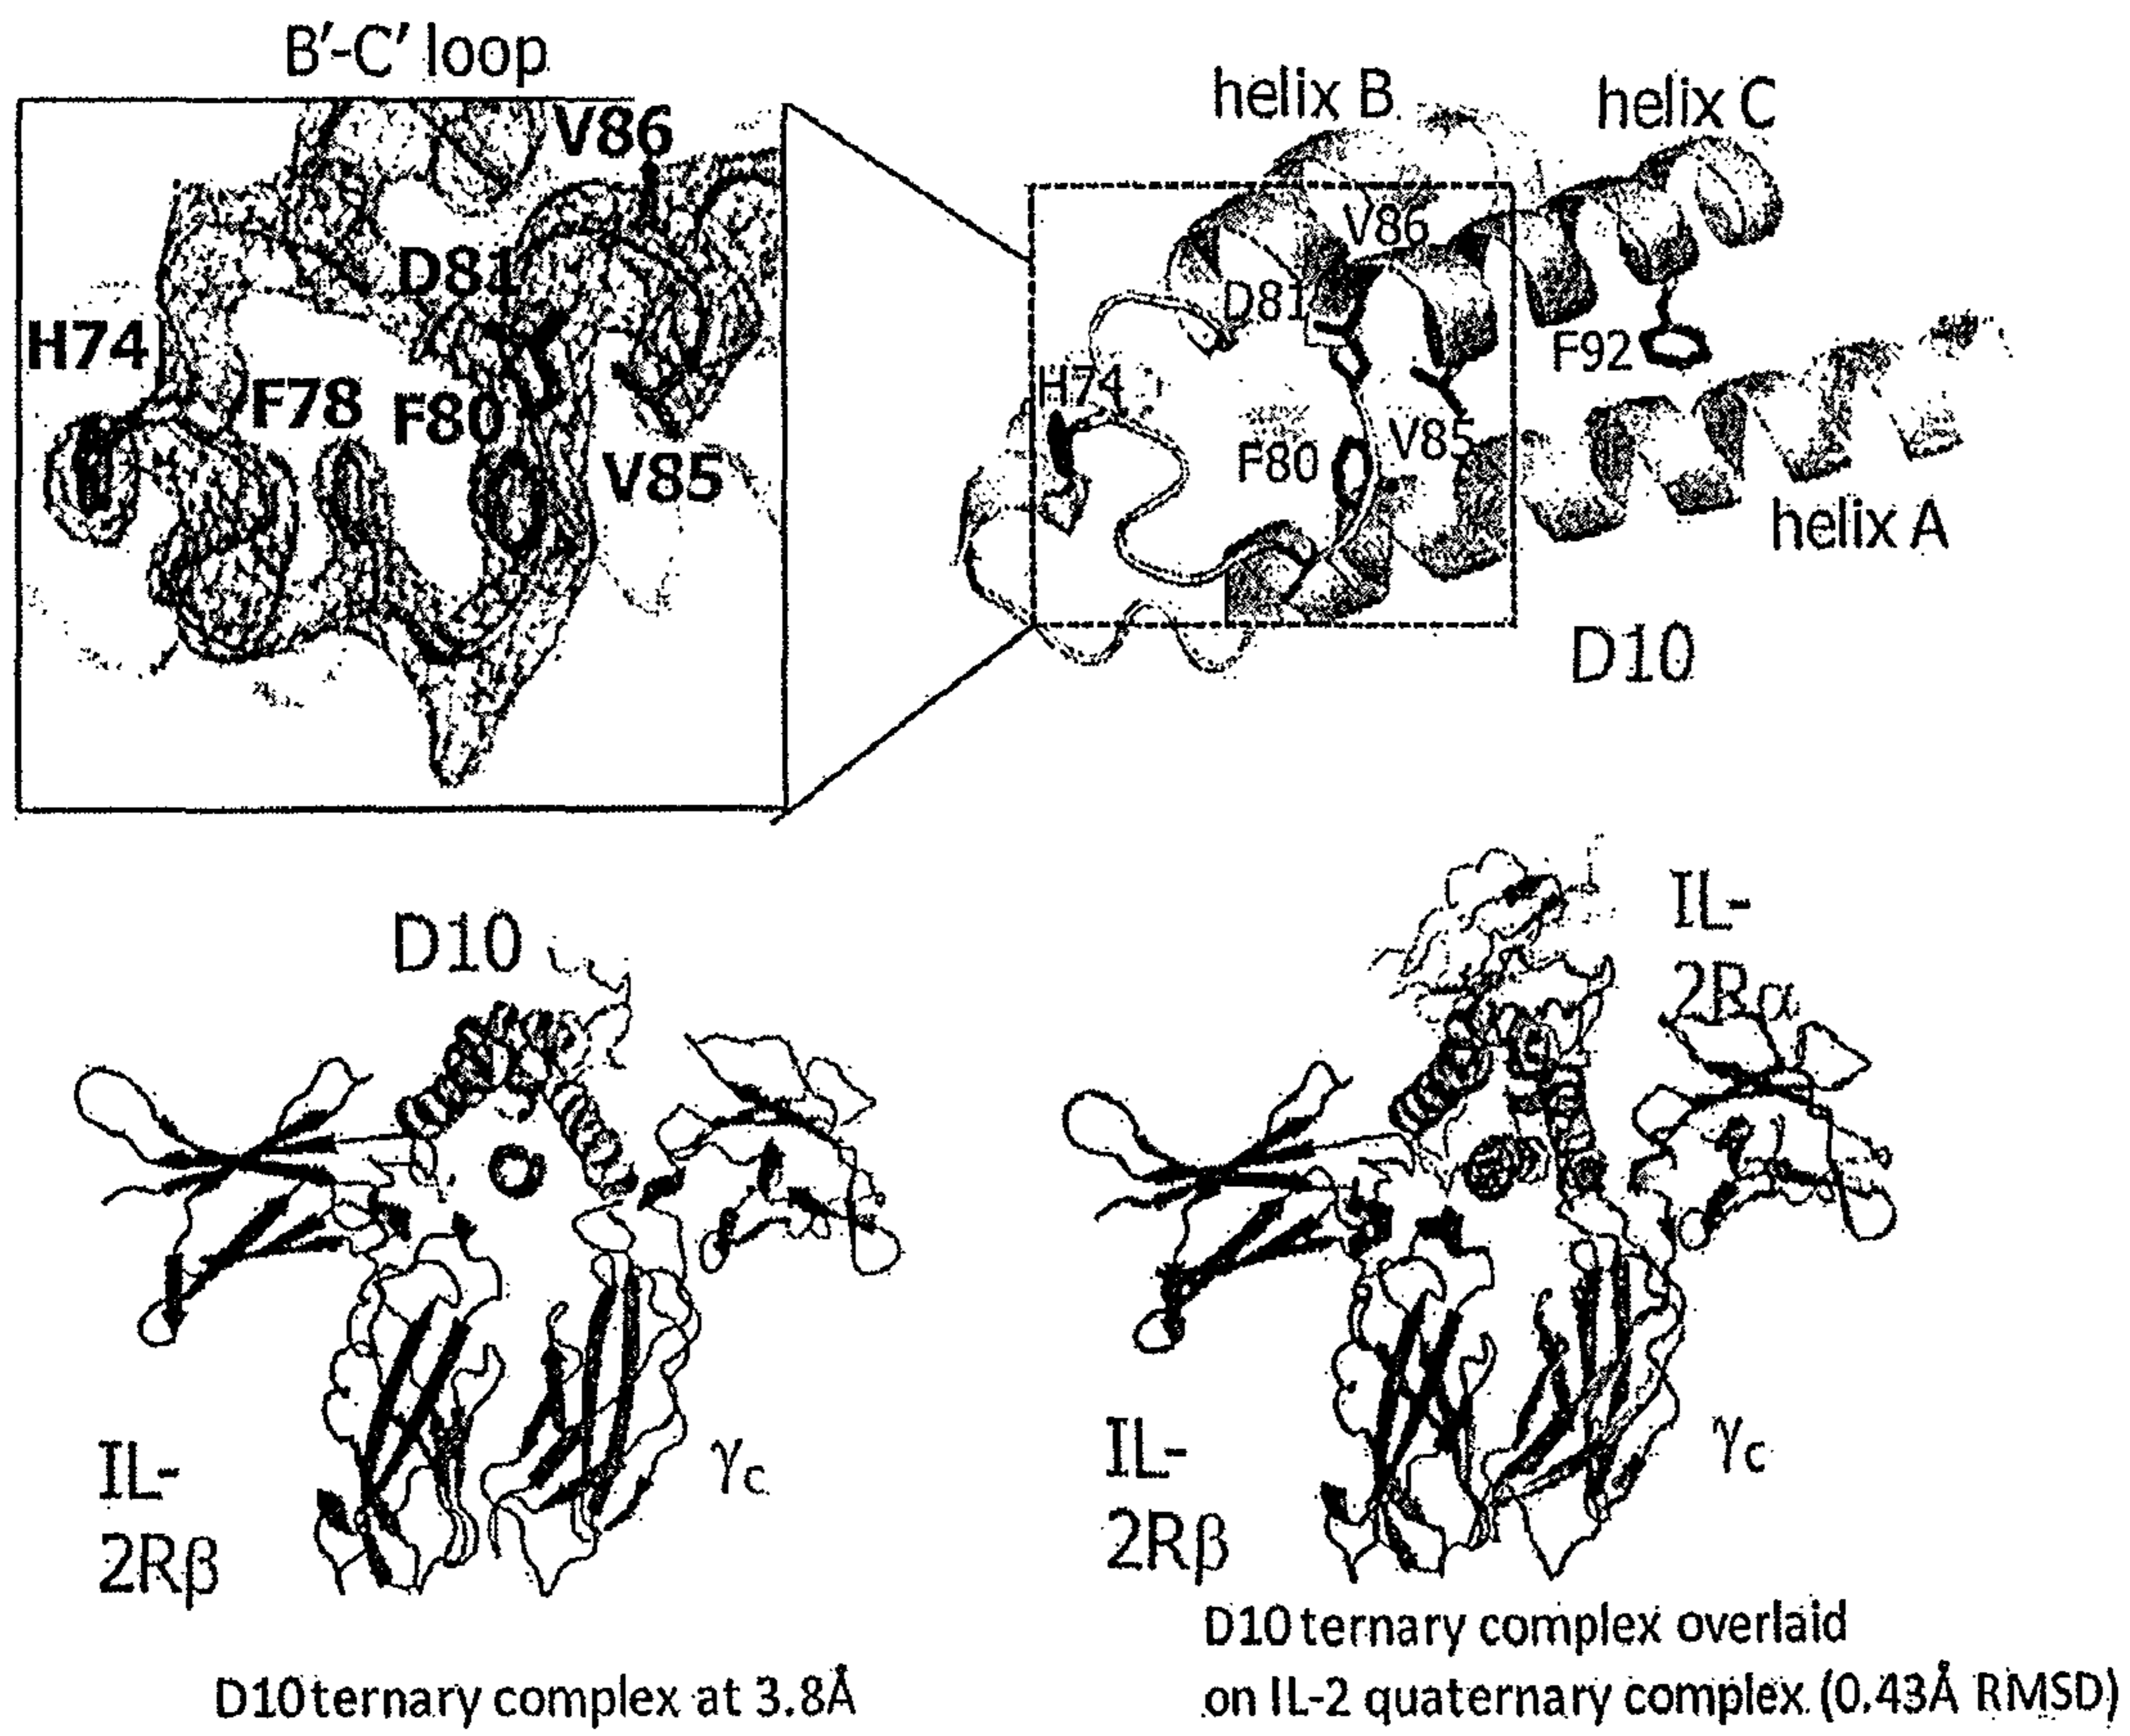 B′-C′ loop
V86
D81
H74
F78
F80
V85
helix B
helix C
V86
D81
F92
H74
F80
V85
helix A
D10
D10
IL-
2Rβ
γc
D10 ternary complex at 3.8Å
IL-
2Rα
IL-
2Rβ
γc
D10 ternary complex overlaid
on IL-2 quaternary complex (0.43Å RMSD)